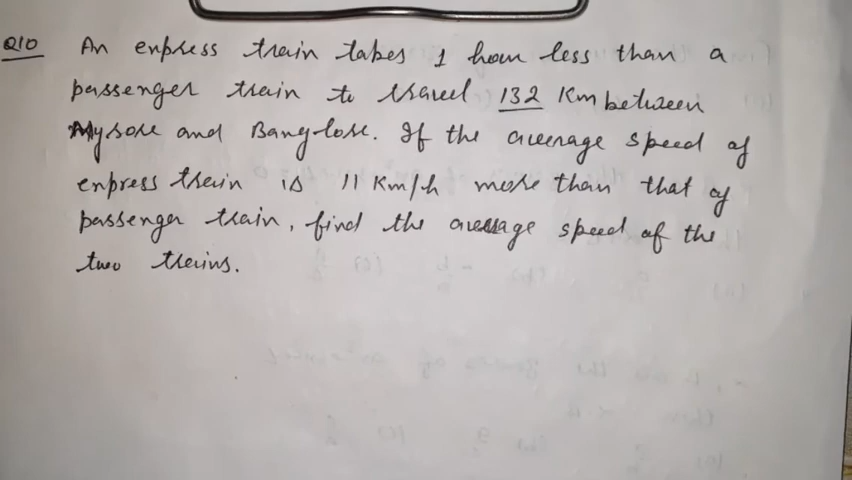 Q10 An express train takes 1 hour less than a
passenger train to travel 132 Km between
Mysore and Banglore. If the average speed of
express train is 11 Km/h more than that of
passenger train, find the average speed of the
two trains.